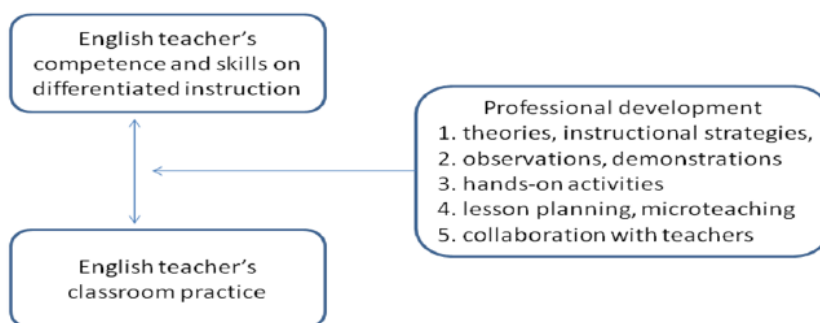 English teacher's
competence and skills on
differentiated instruction
Professional development
1. theories, instructional strategies,
2. observations, demonstrations
3. hands-on activities
4. lesson planning, microteaching
5. collaboration with teachers
English teacher's
classroom practice